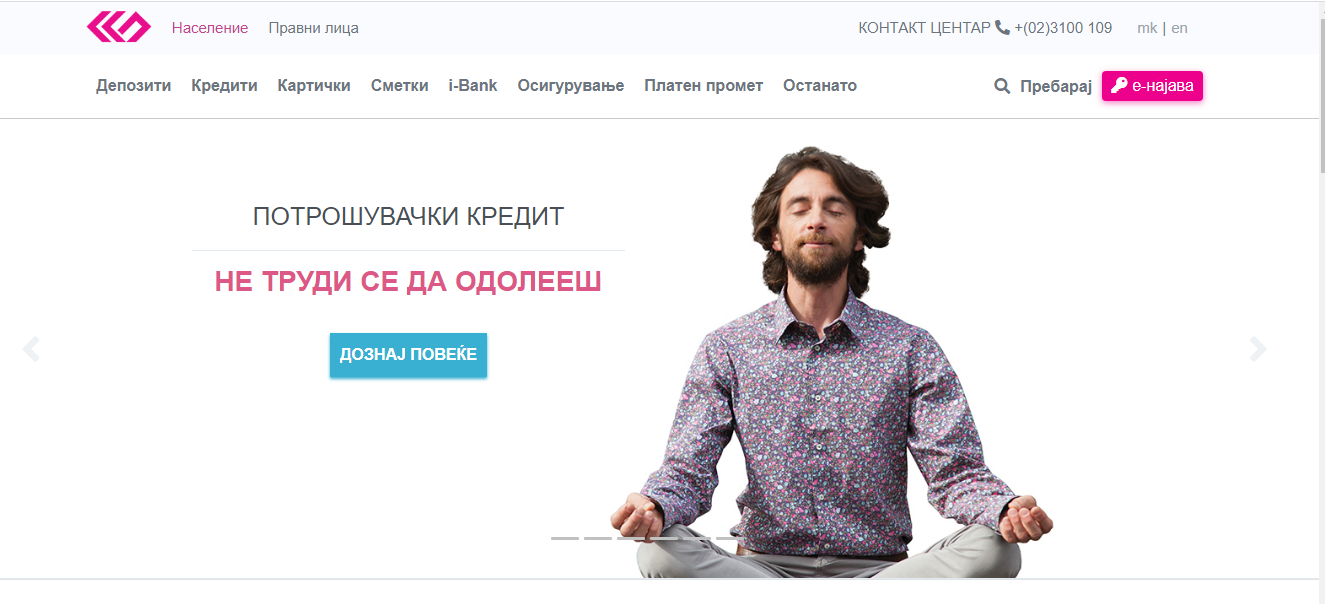 Население Правни лица КОНТАКТ ЦЕНТАР +(02)3100 109 mk | en
Депозити Кредити Картички Сметки i-Bank Осигурување Платен промет Останато Пребарај е-најава
ПОТРОШУВАЧКИ КРЕДИТ
НЕ ТРУДИ СЕ ДА ОДОЛЕЕШ
ДОЗНАЈ ПОВЕЌЕ